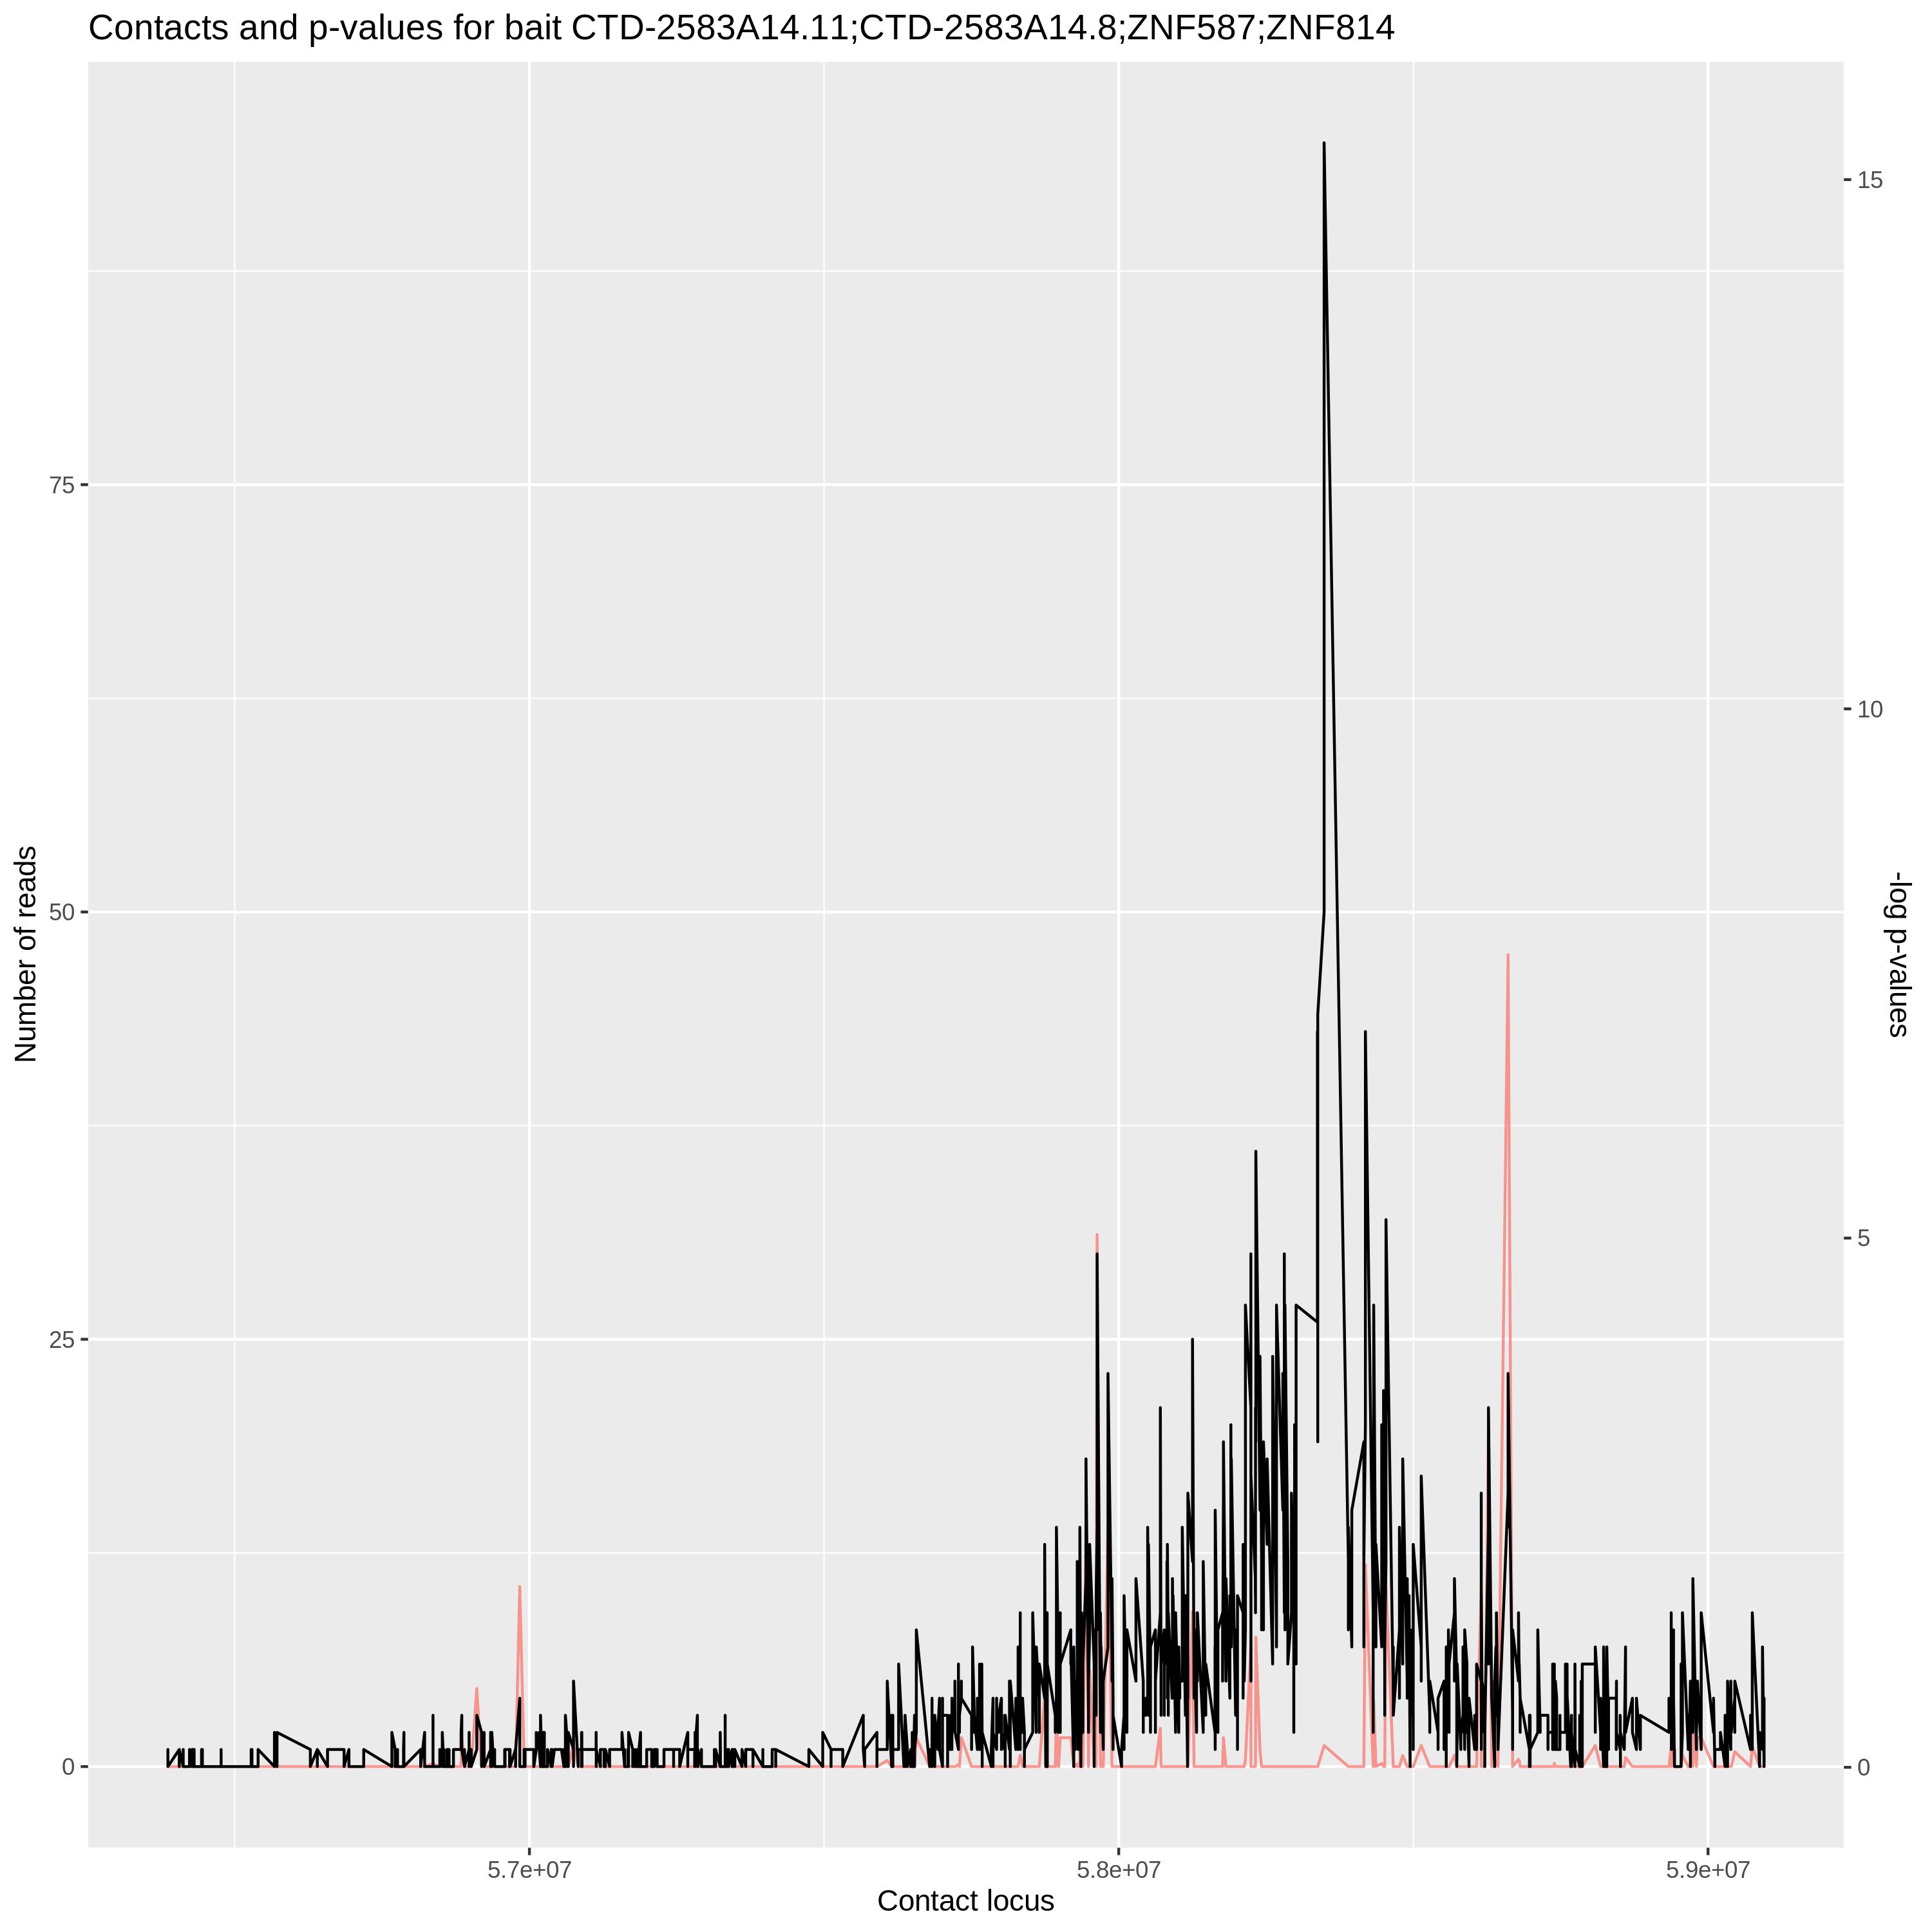 Contacts and p-values for bait CTD-2583A14.11;CTD-2583A14.8;ZNF587;ZNF814
15
75
10
Number of reads
50
-log p-values
5
25
0
0
5.7e+07
5.8e+07
5.9e+07
Contact locus